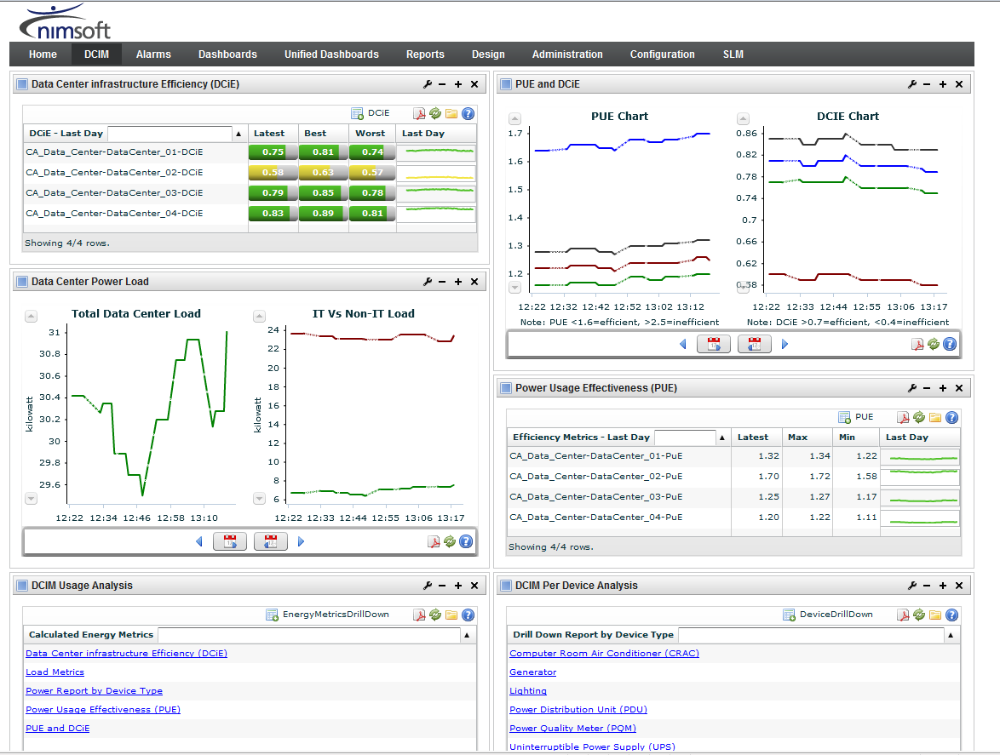 nimsoft
Home DCIM Alarms Dashboards Unified Dashboards Reports Design Administration Configuration SLM
Data Center infrastructure Efficiency (DCiE)
DCiE
DCiE - Last Day Latest Best Worst Last Day
CA_Data_Center-DataCenter_01-DCiE 0.75 0.81 0.74
CA_Data_Center-DataCenter_02-DCiE 0.58 0.63 0.57
CA_Data_Center-DataCenter_03-DCiE 0.79 0.85 0.78
CA_Data_Center-DataCenter_04-DCiE 0.83 0.89 0.81
Showing 4/4 rows.
PUE and DCiE
PUE Chart
1.7
1.6
1.5
1.4
1.3
1.2
12:22 12:32 12:42 12:52 13:02 13:12
Note: PUE <1.6=efficient, >2.5=inefficient
DCIE Chart
0.86
0.82
0.78
0.74
0.7
0.66
0.62
0.58
12:22 12:33 12:44 12:55 13:06 13:17
Note: DCiE >0.7=efficient, <0.4=inefficient
Data Center Power Load
Total Data Center Load
kilowatt
31
30.8
30.6
30.4
30.2
30
29.8
29.6
12:22 12:34 12:46 12:58 13:10
IT Vs Non-IT Load
kilowatt
24
22
20
18
16
14
12
10
8
6
12:22 12:33 12:44 12:55 13:06 13:17
Power Usage Effectiveness (PUE)
PUE
Efficiency Metrics - Last Day Latest Max Min Last Day
CA_Data_Center-DataCenter_01-PuE 1.32 1.34 1.22
CA_Data_Center-DataCenter_02-PuE 1.70 1.72 1.58
CA_Data_Center-DataCenter_03-PuE 1.25 1.27 1.17
CA_Data_Center-DataCenter_04-PuE 1.20 1.22 1.11
Showing 4/4 rows.
DCIM Usage Analysis
EnergyMetricsDrillDown
Calculated Energy Metrics
Data Center infrastructure Efficiency (DCiE)
Load Metrics
Power Report by Device Type
Power Usage Effectiveness (PUE)
PUE and DCiE
DCIM Per Device Analysis
DeviceDrillDown
Drill Down Report by Device Type
Computer Room Air Conditioner (CRAC)
Generator
Lighting
Power Distribution Unit (PDU)
Power Quality Meter (PQM)
Uninterruptible Power Supply (UPS)